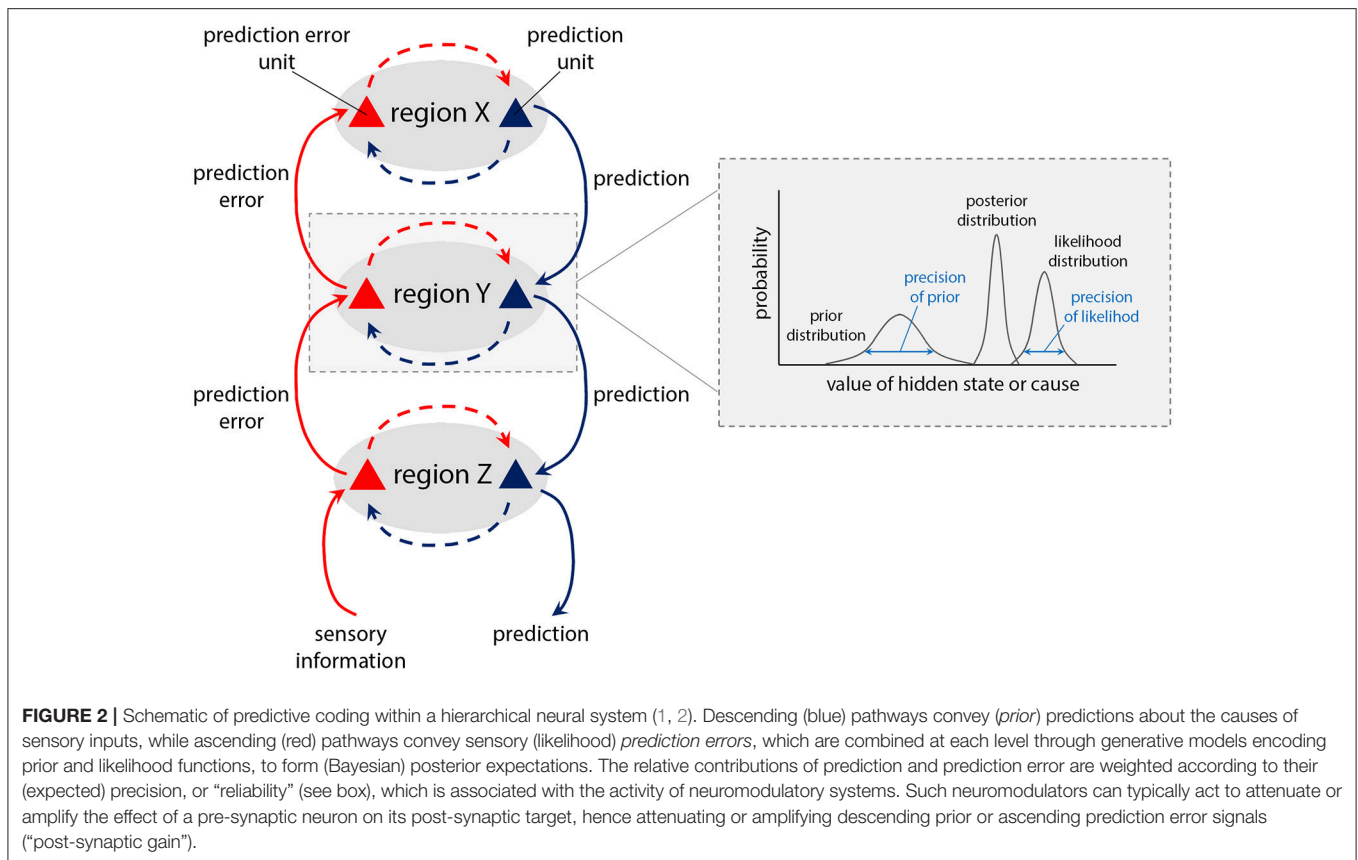 prediction error
unit
prediction
unit
region X
prediction
error
prediction
region Y
prediction
error
prediction
region Z
sensory
information
prediction
probability
prior
distribution
precision
of prior
posterior
distribution
likelihood
distribution
precision
of likelihod
value of hidden state or cause
FIGURE 2 | Schematic of predictive coding within a hierarchical neural system (1, 2). Descending (blue) pathways convey (prior) predictions about the causes of
sensory inputs, while ascending (red) pathways convey sensory (likelihood) prediction errors, which are combined at each level through generative models encoding
prior and likelihood functions, to form (Bayesian) posterior expectations. The relative contributions of prediction and prediction error are weighted according to their
(expected) precision, or “reliability” (see box), which is associated with the activity of neuromodulatory systems. Such neuromodulators can typically act to attenuate or
amplify the effect of a pre-synaptic neuron on its post-synaptic target, hence attenuating or amplifying descending prior or ascending prediction error signals
(“post-synaptic gain”).